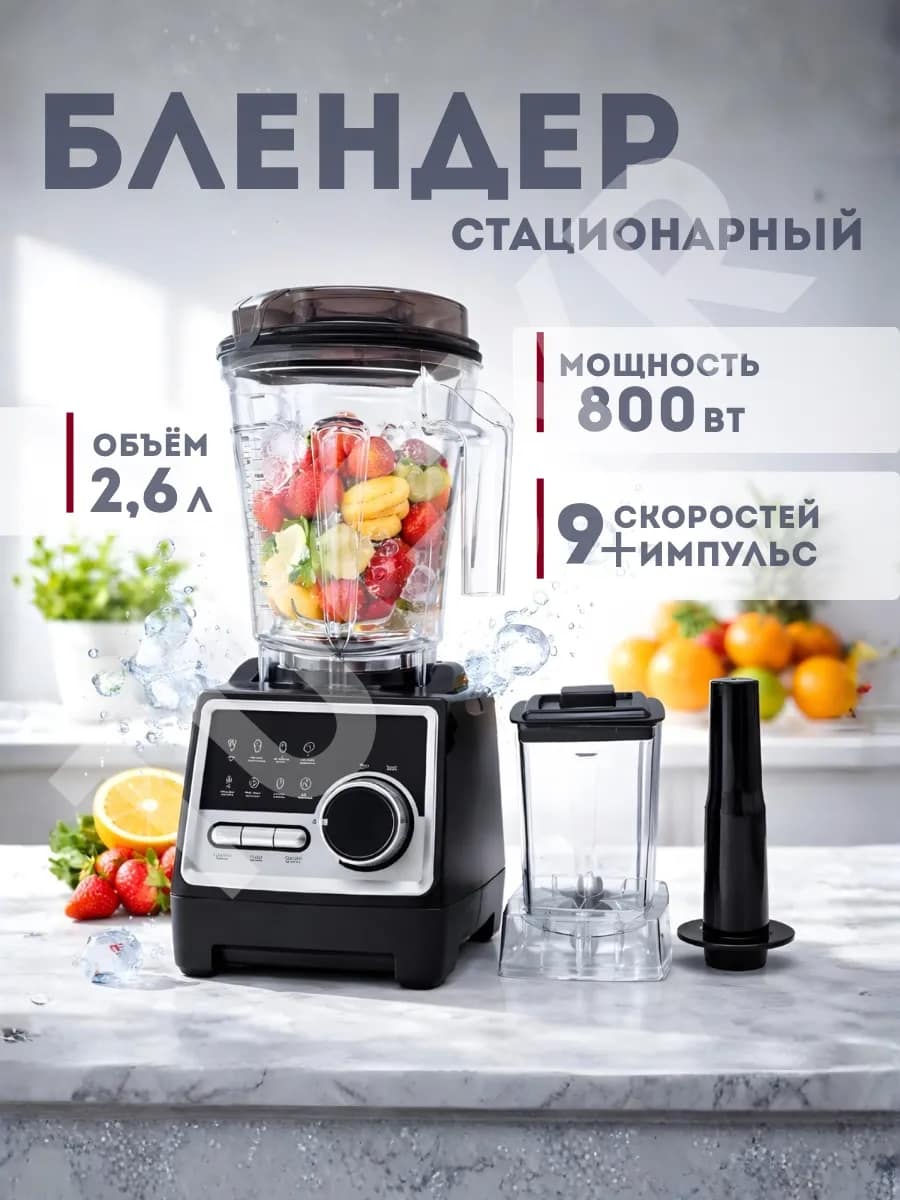 БЛЕНДЕР
СТАЦИОНАРНЫЙ
МОЩНОСТЬ
800 ВТ
ОБЪЁМ
2,6 Л
9 СКОРОСТЕЙ
+ИМПУЛЬС